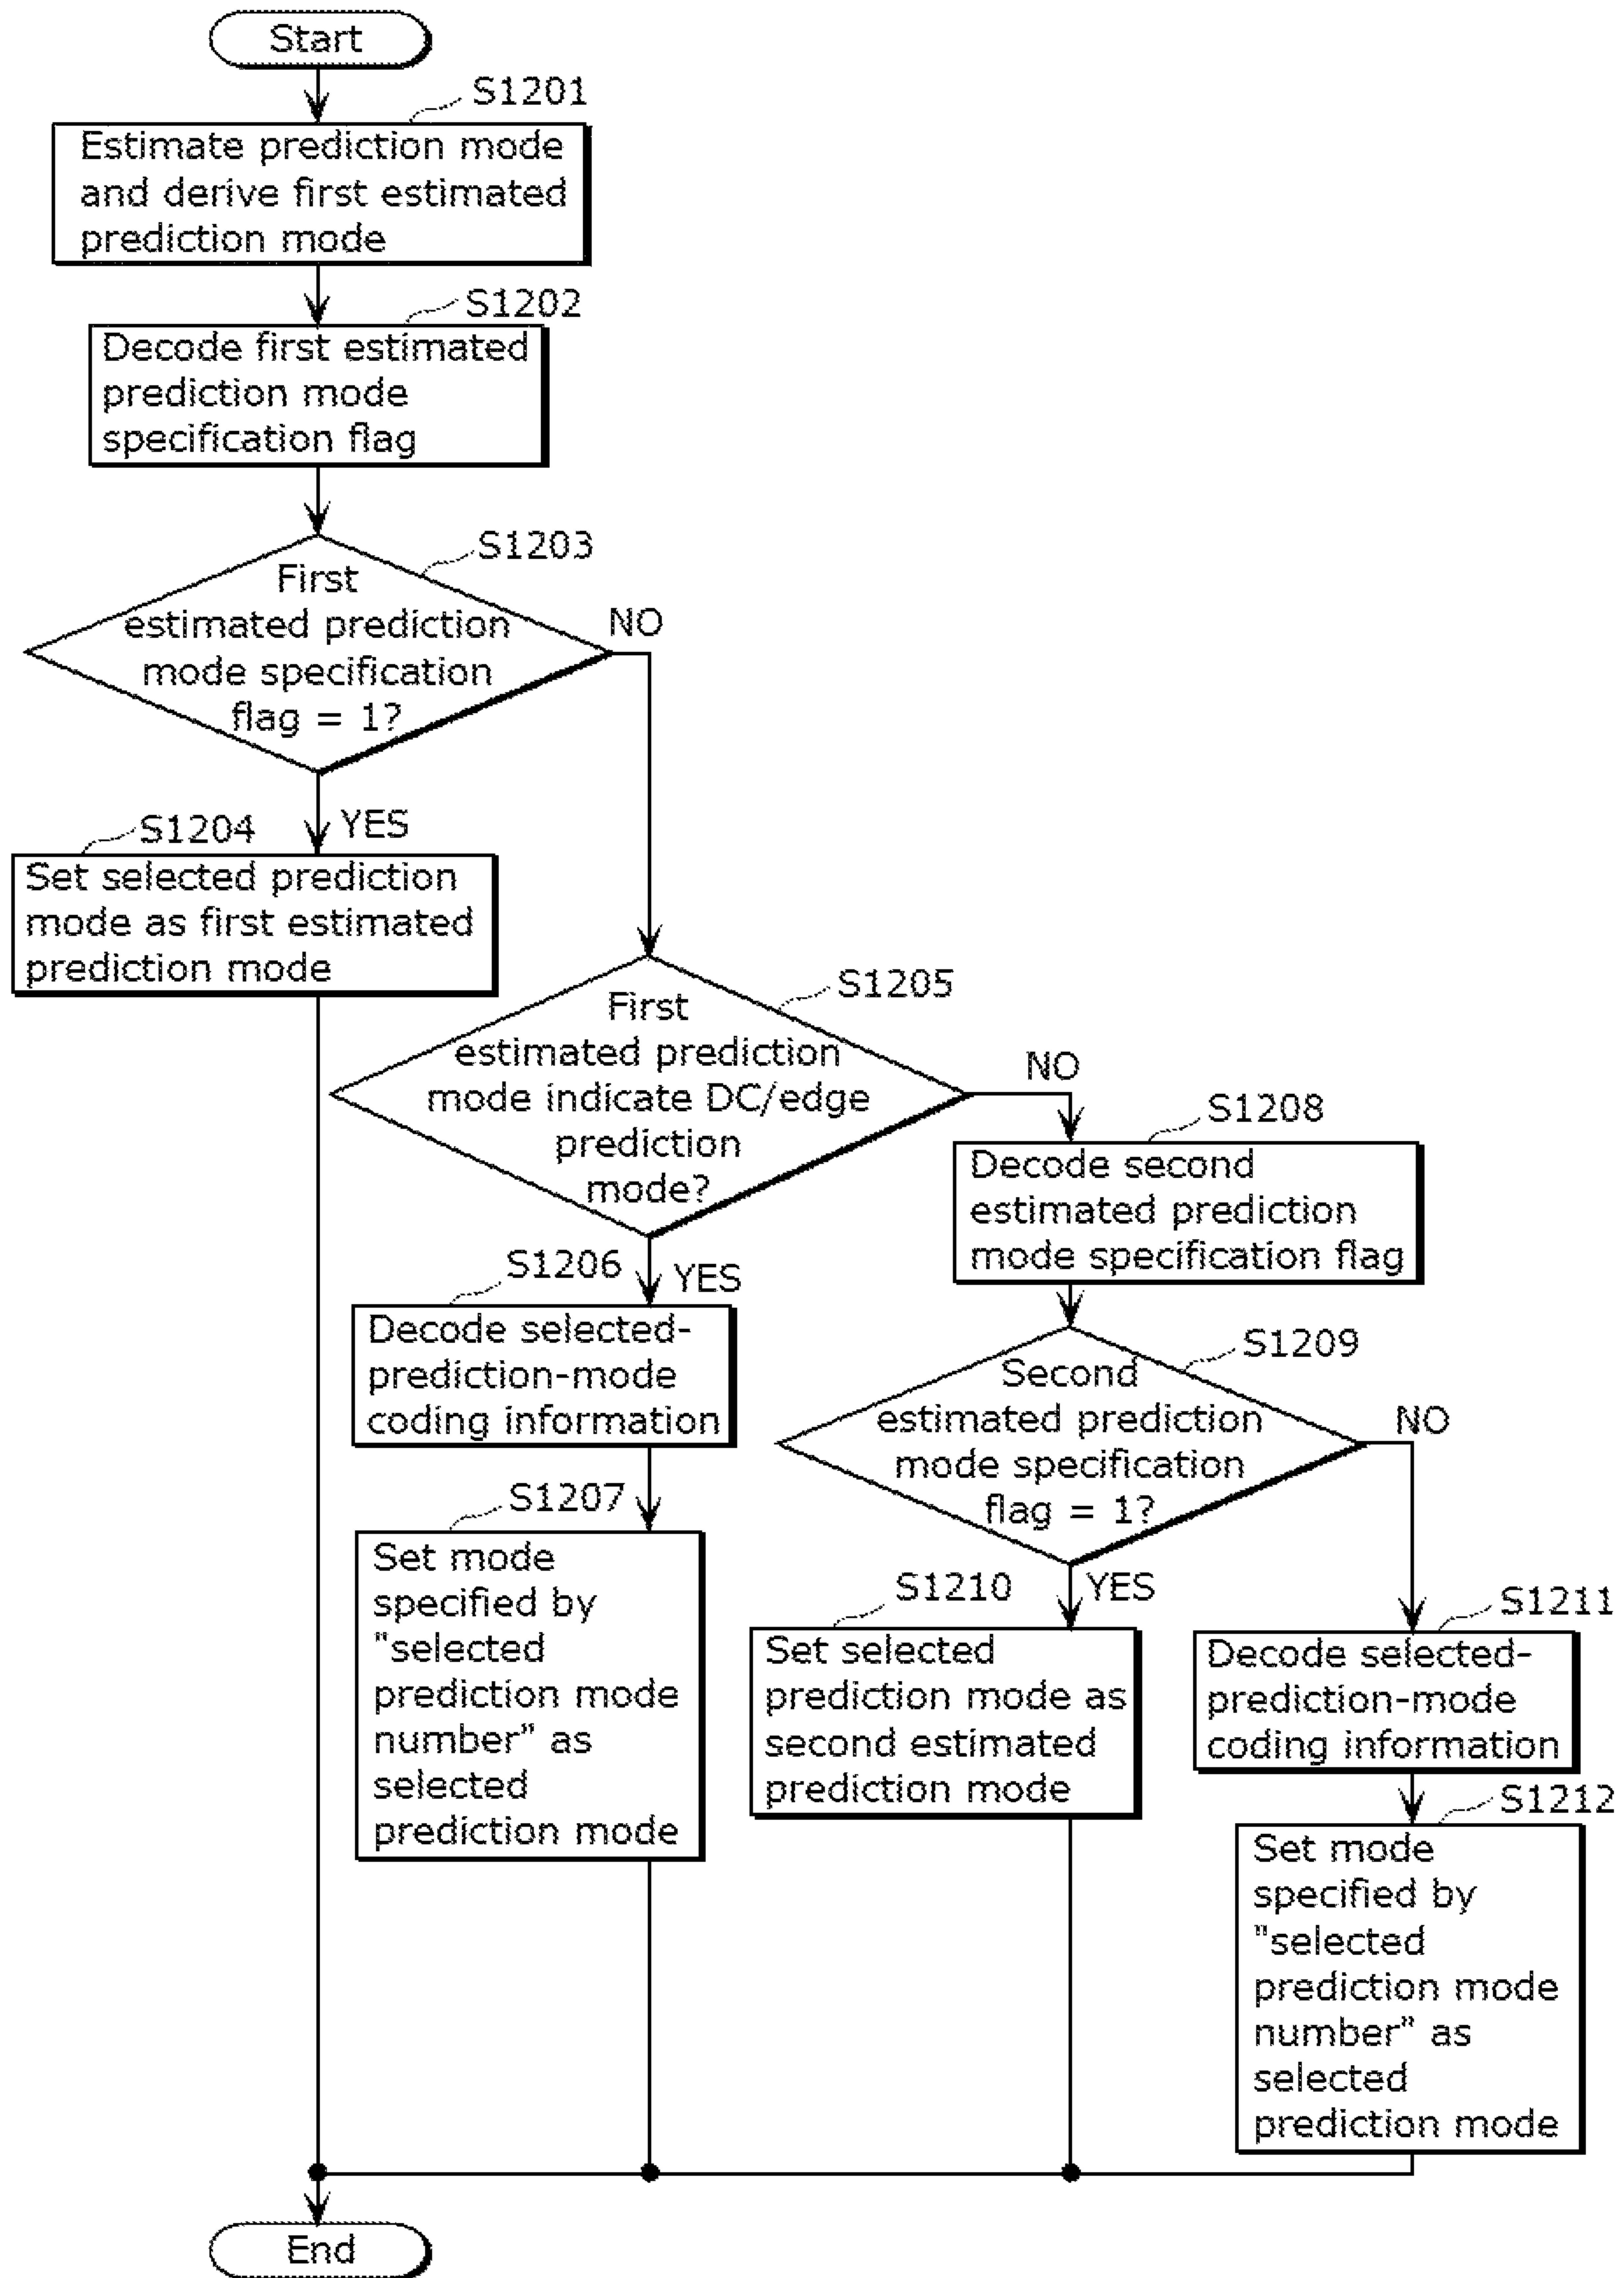 Start
S1201
Estimate prediction mode
and derive first estimated
prediction mode
S1202
Decode first estimated
prediction mode
specification flag
S1203
First
estimated prediction
mode specification
flag = 1?
NO
YES
S1204
Set selected prediction
mode as first estimated
prediction mode
S1205
First
estimated prediction
mode indicate DC/edge
prediction
mode?
NO
YES
S1206
Decode selected-
prediction-mode
coding information
S1207
Set mode
specified by
"selected
prediction mode
number" as
selected
prediction mode
S1208
Decode second
estimated prediction
mode specification flag
S1209
Second
estimated prediction
mode specification
flag = 1?
NO
YES
S1210
Set selected
prediction mode as
second estimated
prediction mode
S1211
Decode selected-
prediction-mode
coding information
S1212
Set mode
specified by
"selected
prediction mode
number" as
selected
prediction mode
End